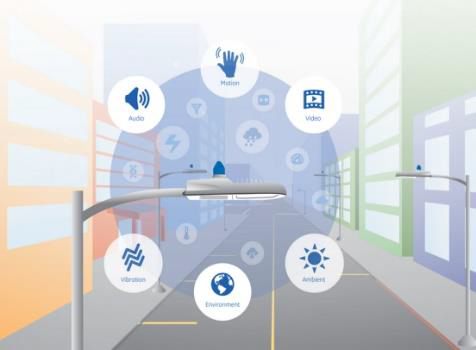 Motion
Audio
Video
Vibration
Environment
Ambient